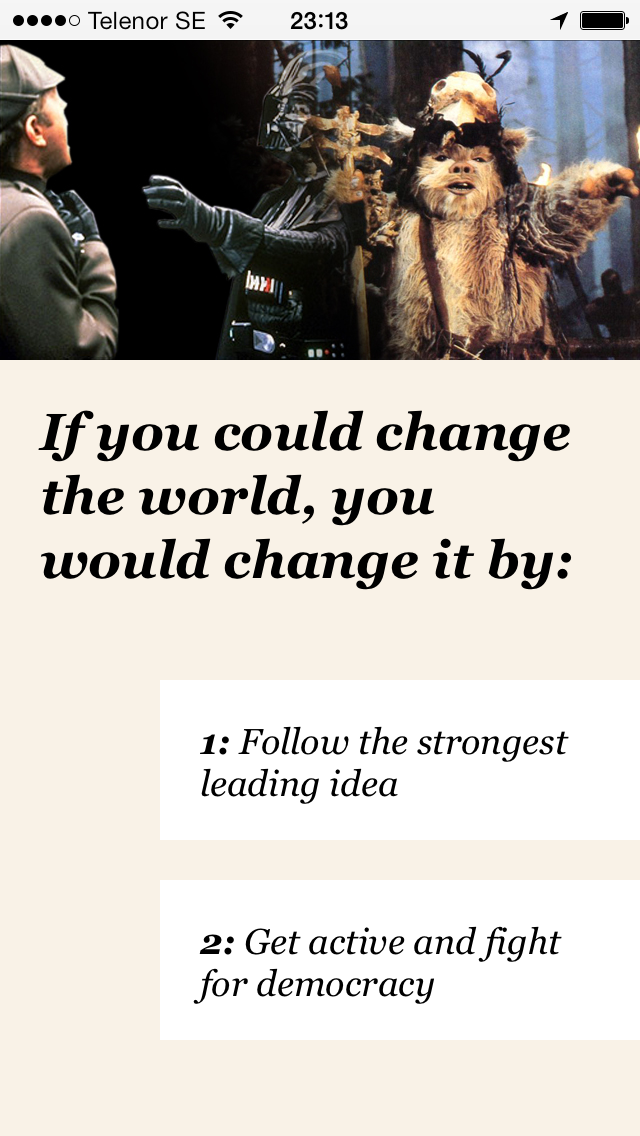 Telenor SE 23:13
If you could change
the world, you
would change it by:
1: Follow the strongest
leading idea
2: Get active and fight
for democracy